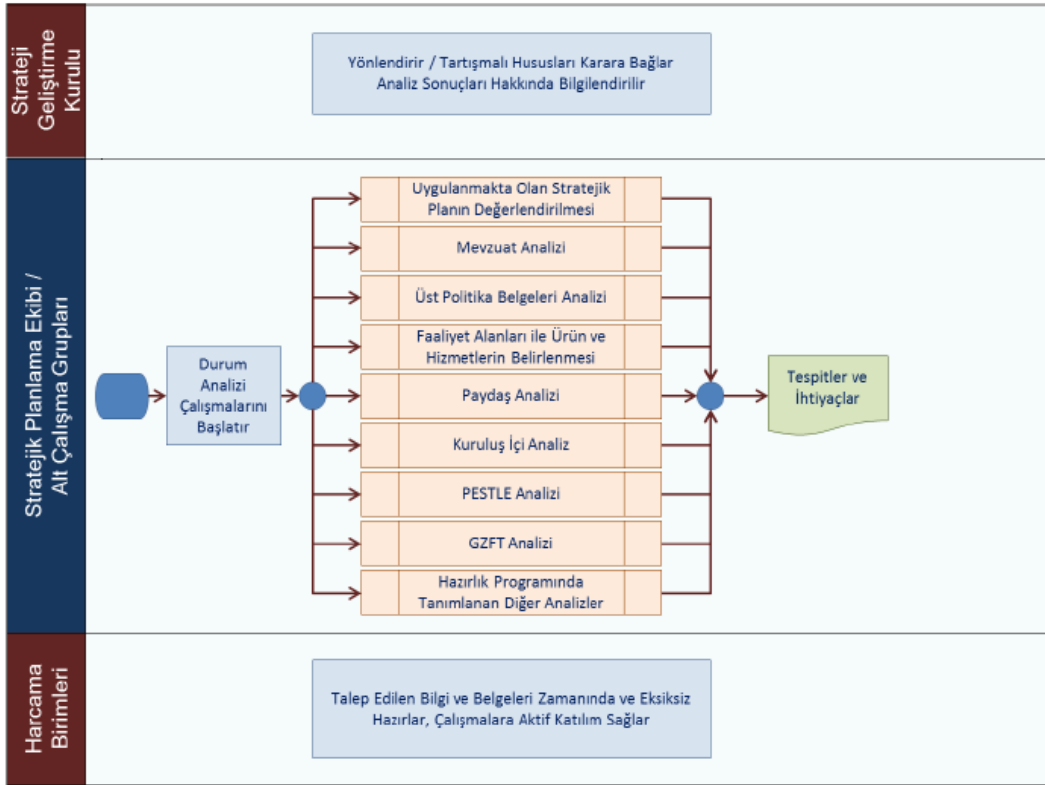 Strateji
Geliştirme
Kurulu
Yönlendirir / Tartışmalı Hususları Karara Bağlar
Analiz Sonuçları Hakkında Bilgilendirilir
Stratejik Planlama Ekibi /
Alt Çalışma Grupları
Durum
Analizi
Çalışmalarını
Başlatır
Uygulanmakta Olan Stratejik
Planın Değerlendirilmesi
Mevzuat Analizi
Üst Politika Belgeleri Analizi
Faaliyet Alanları ile Ürün ve
Hizmetlerin Belirlenmesi
Paydaş Analizi
Kuruluş İçi Analiz
PESTLE Analizi
GZFT Analizi
Hazırlık Programında
Tanımlanan Diğer Analizler
Tespitler ve
İhtiyaçlar
Harcama
Birimleri
Talep Edilen Bilgi ve Belgeleri Zamanında ve Eksiksiz
Hazırlar, Çalışmalara Aktif Katılım Sağlar